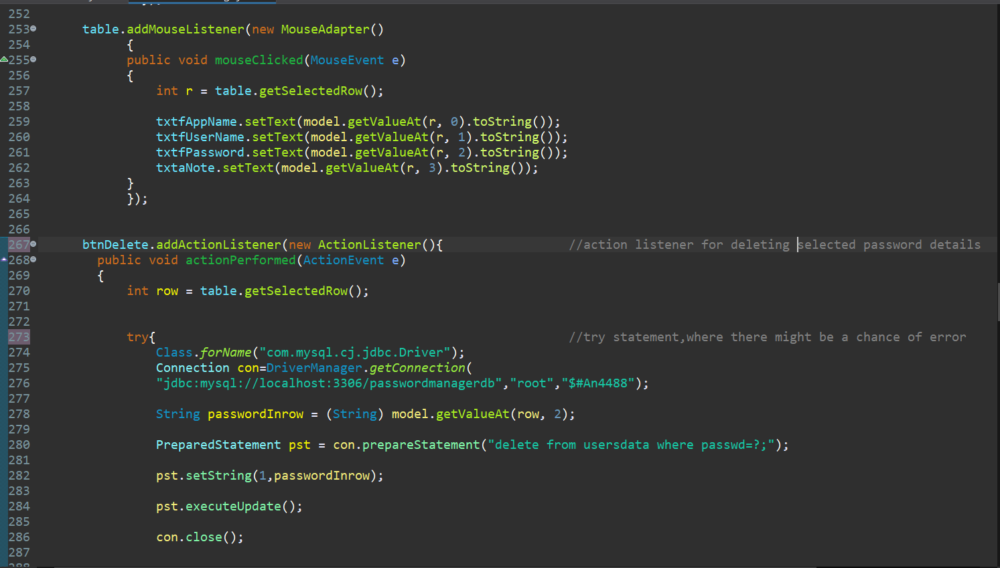 252
253 table.addMouseListener(new MouseAdapter()
254 {
255 public void mouseClicked(MouseEvent e)
256 {
257 int r = table.getSelectedRow();
258
259 txtfAppName.setText(model.getValueAt(r, 0).toString());
260 txtfUserName.setText(model.getValueAt(r, 1).toString());
261 txtfPassword.setText(model.getValueAt(r, 2).toString());
262 txtaNote.setText(model.getValueAt(r, 3).toString());
263 }
264 });
265
266
267 btnDelete.addActionListener(new ActionListener(){ //action listener for deleting selected password details
268 public void actionPerformed(ActionEvent e)
269 {
270 int row = table.getSelectedRow();
271
272
273 try{ //try statement,where there might be a chance of error
274 Class.forName("com.mysql.cj.jdbc.Driver");
275 Connection con=DriverManager.getConnection(
276 "jdbc:mysql://localhost:3306/passwordmanagerdb","root","$#An4488");
277
278 String passwordInrow = (String) model.getValueAt(row, 2);
279
280 PreparedStatement pst = con.prepareStatement("delete from usersdata where passwd=?;");
281
282 pst.setString(1,passwordInrow);
283
284 pst.executeUpdate();
285
286 con.close();
287